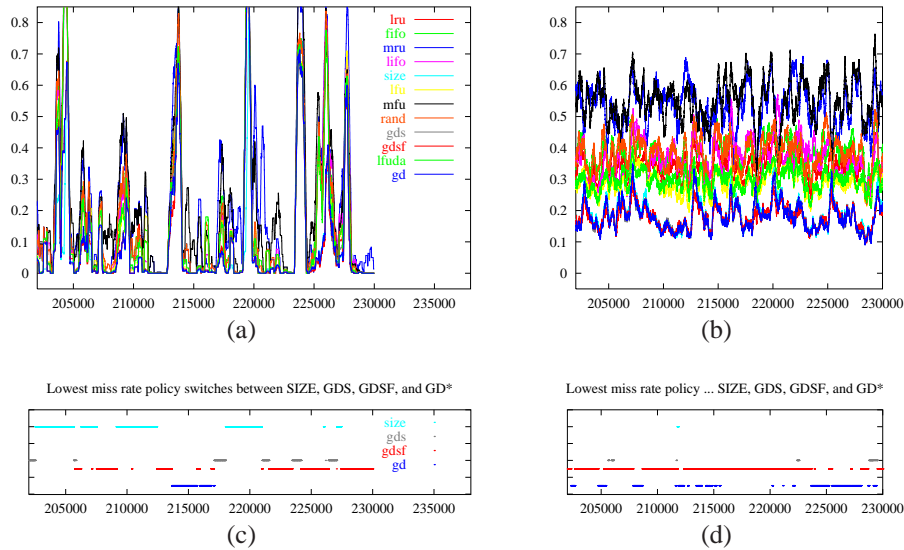 0.8
0.7
0.6
0.5
0.4
0.3
0.2
0.1
0
lru
fifo
mru
lifo
size
lfu
mfu
rand
gds
gdsf
lfuda
gd
205000 210000 215000 220000 225000 230000 235000
(a)
0.8
0.7
0.6
0.5
0.4
0.3
0.2
0.1
0
205000 210000 215000 220000 225000 230000
(b)
Lowest miss rate policy switches between SIZE, GDS, GDSF, and GD*
size
gds
gdsf
gd
205000 210000 215000 220000 225000 230000 235000
(c)
Lowest miss rate policy ... SIZE, GDS, GDSF, and GD*
205000 210000 215000 220000 225000 230000
(d)